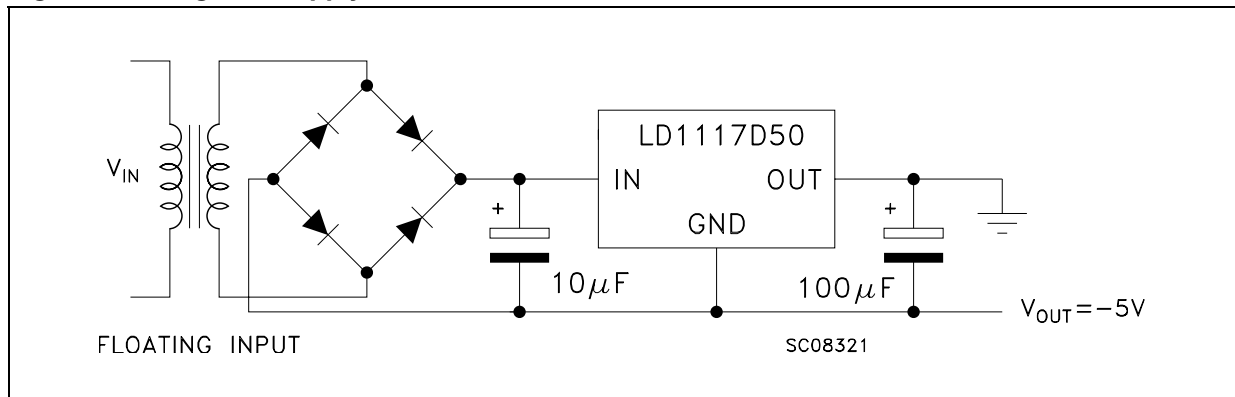 LD1117D50
V_IN
IN
OUT
+
+
GND
10μF
100μF
V_OUT=-5V
FLOATING INPUT
SC08321